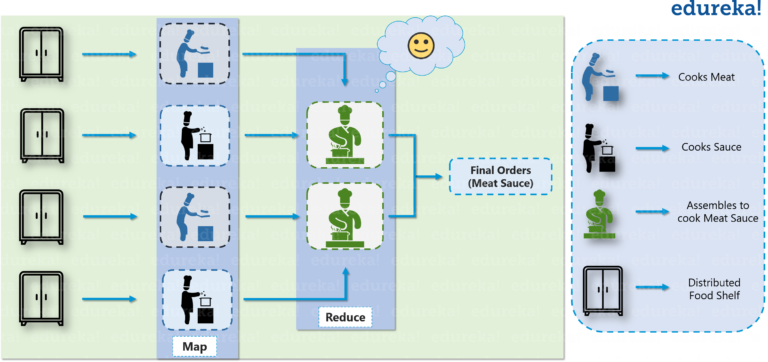 edureka!
Cooks Meat
Cooks Sauce
Final Orders
(Meat Sauce)
Assembles to
cook Meat Sauce
Distributed
Food Shelf
Reduce
Map